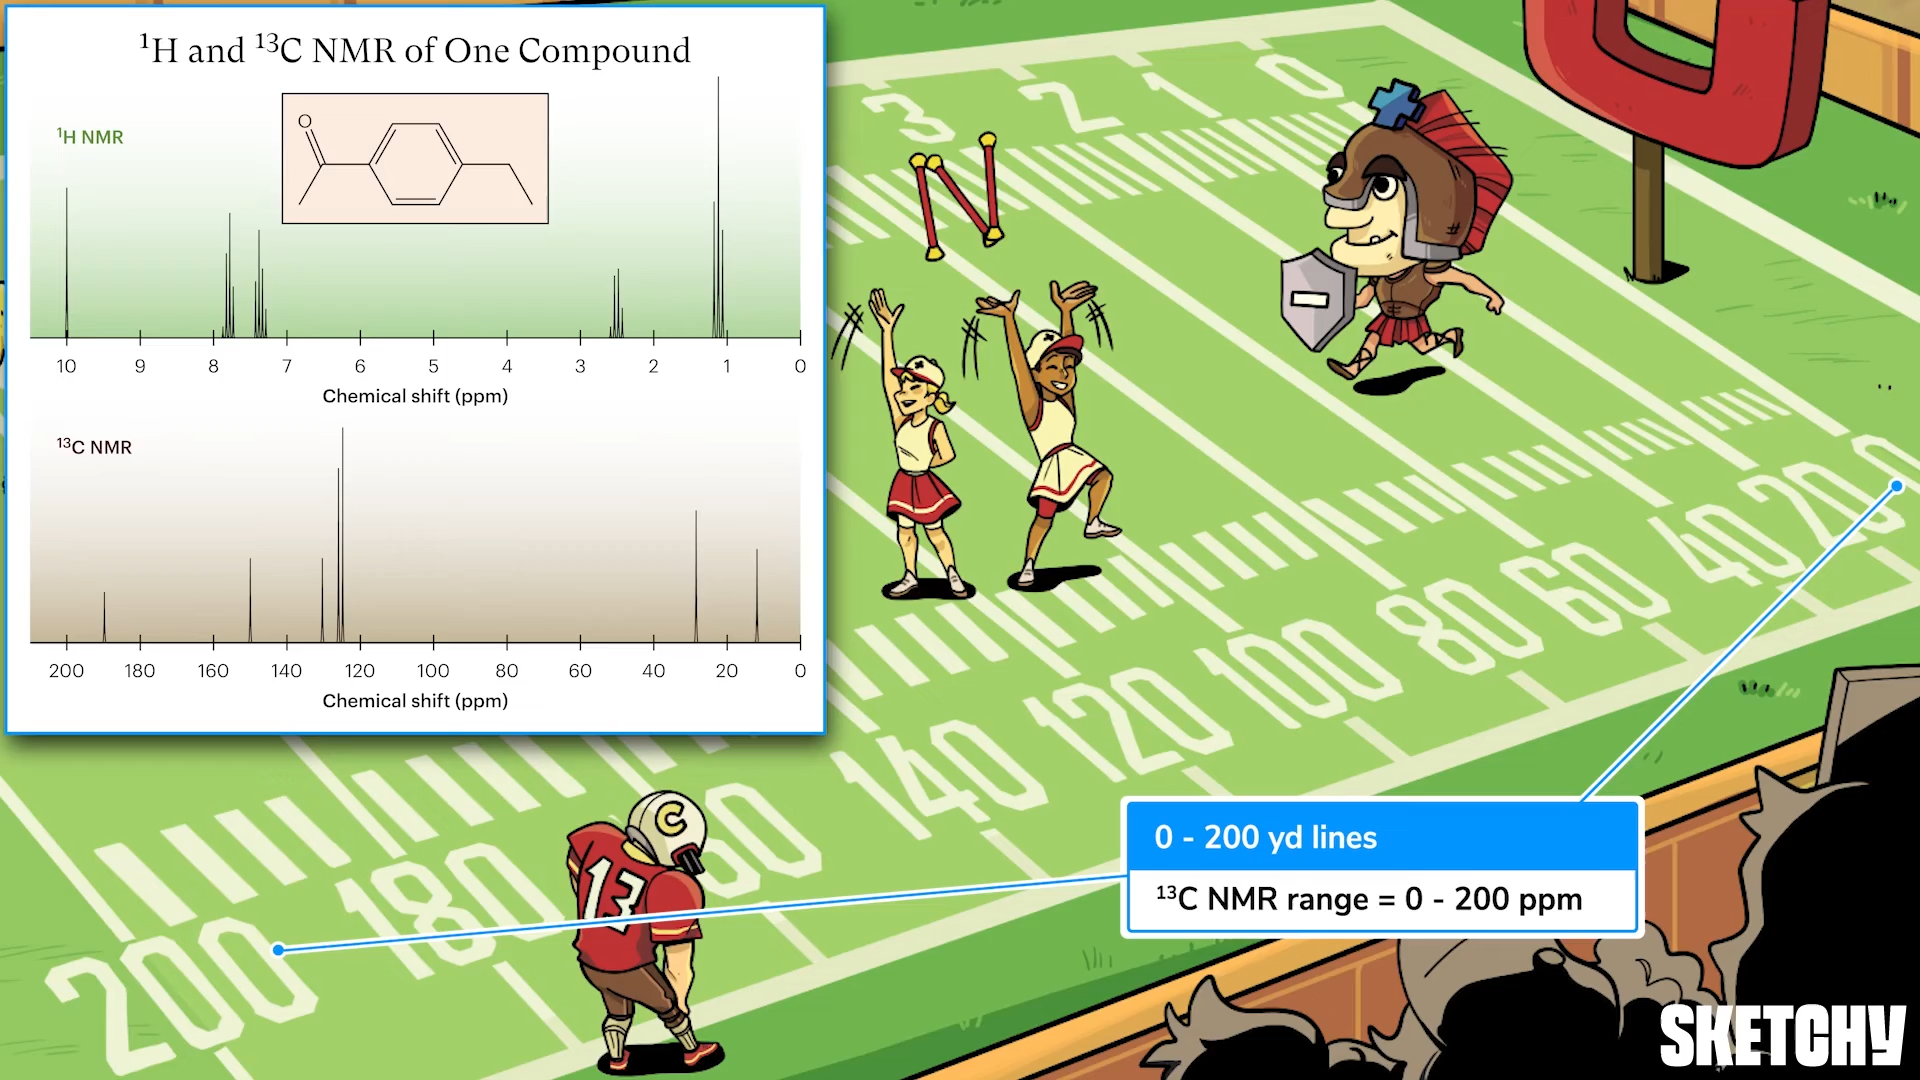 ¹H and ¹³C NMR of One Compound
¹H NMR
O
10 9 8 7 6 5 4 3 2 1 0
Chemical shift (ppm)
¹³C NMR
200 180 160 140 120 100 80 60 40 20 0
Chemical shift (ppm)
3 2 1 0
N
C
13
200 180 60 140 120 100 80 60 40 20 0
0 - 200 yd lines
¹³C NMR range = 0 - 200 ppm
SKETCHY